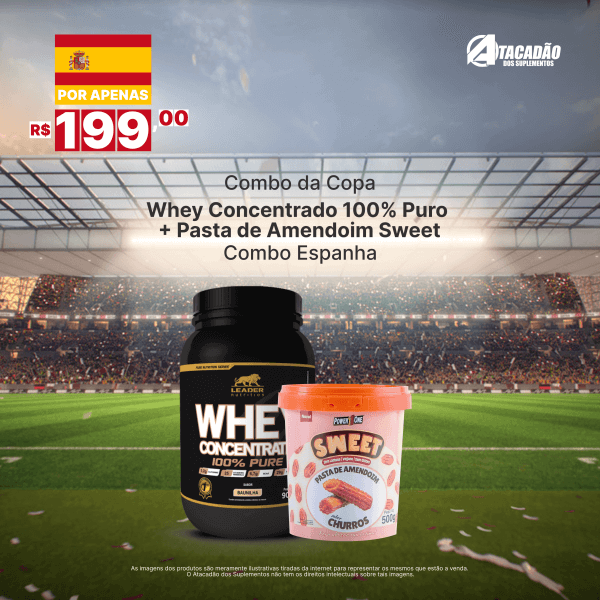 POR APENAS
R$ 199,00
ATACADÃO
DOS SUPLEMENTOS
Combo da Copa
Whey Concentrado 100% Puro
+ Pasta de Amendoim Sweet
Combo Espanha
LEADER
nutrition
WHEY
CONCENTRATE
100% PURE
BAUNILHA
POWER ONE
SWEET
PASTA DE AMENDOIM
CHURROS
500g
As imagens dos produtos são meramente ilustrativas tiradas da internet para representar os mesmos que estão a venda.
O Atacadão dos Suplementos não tem os direitos intelectuais sobre tais imagens.